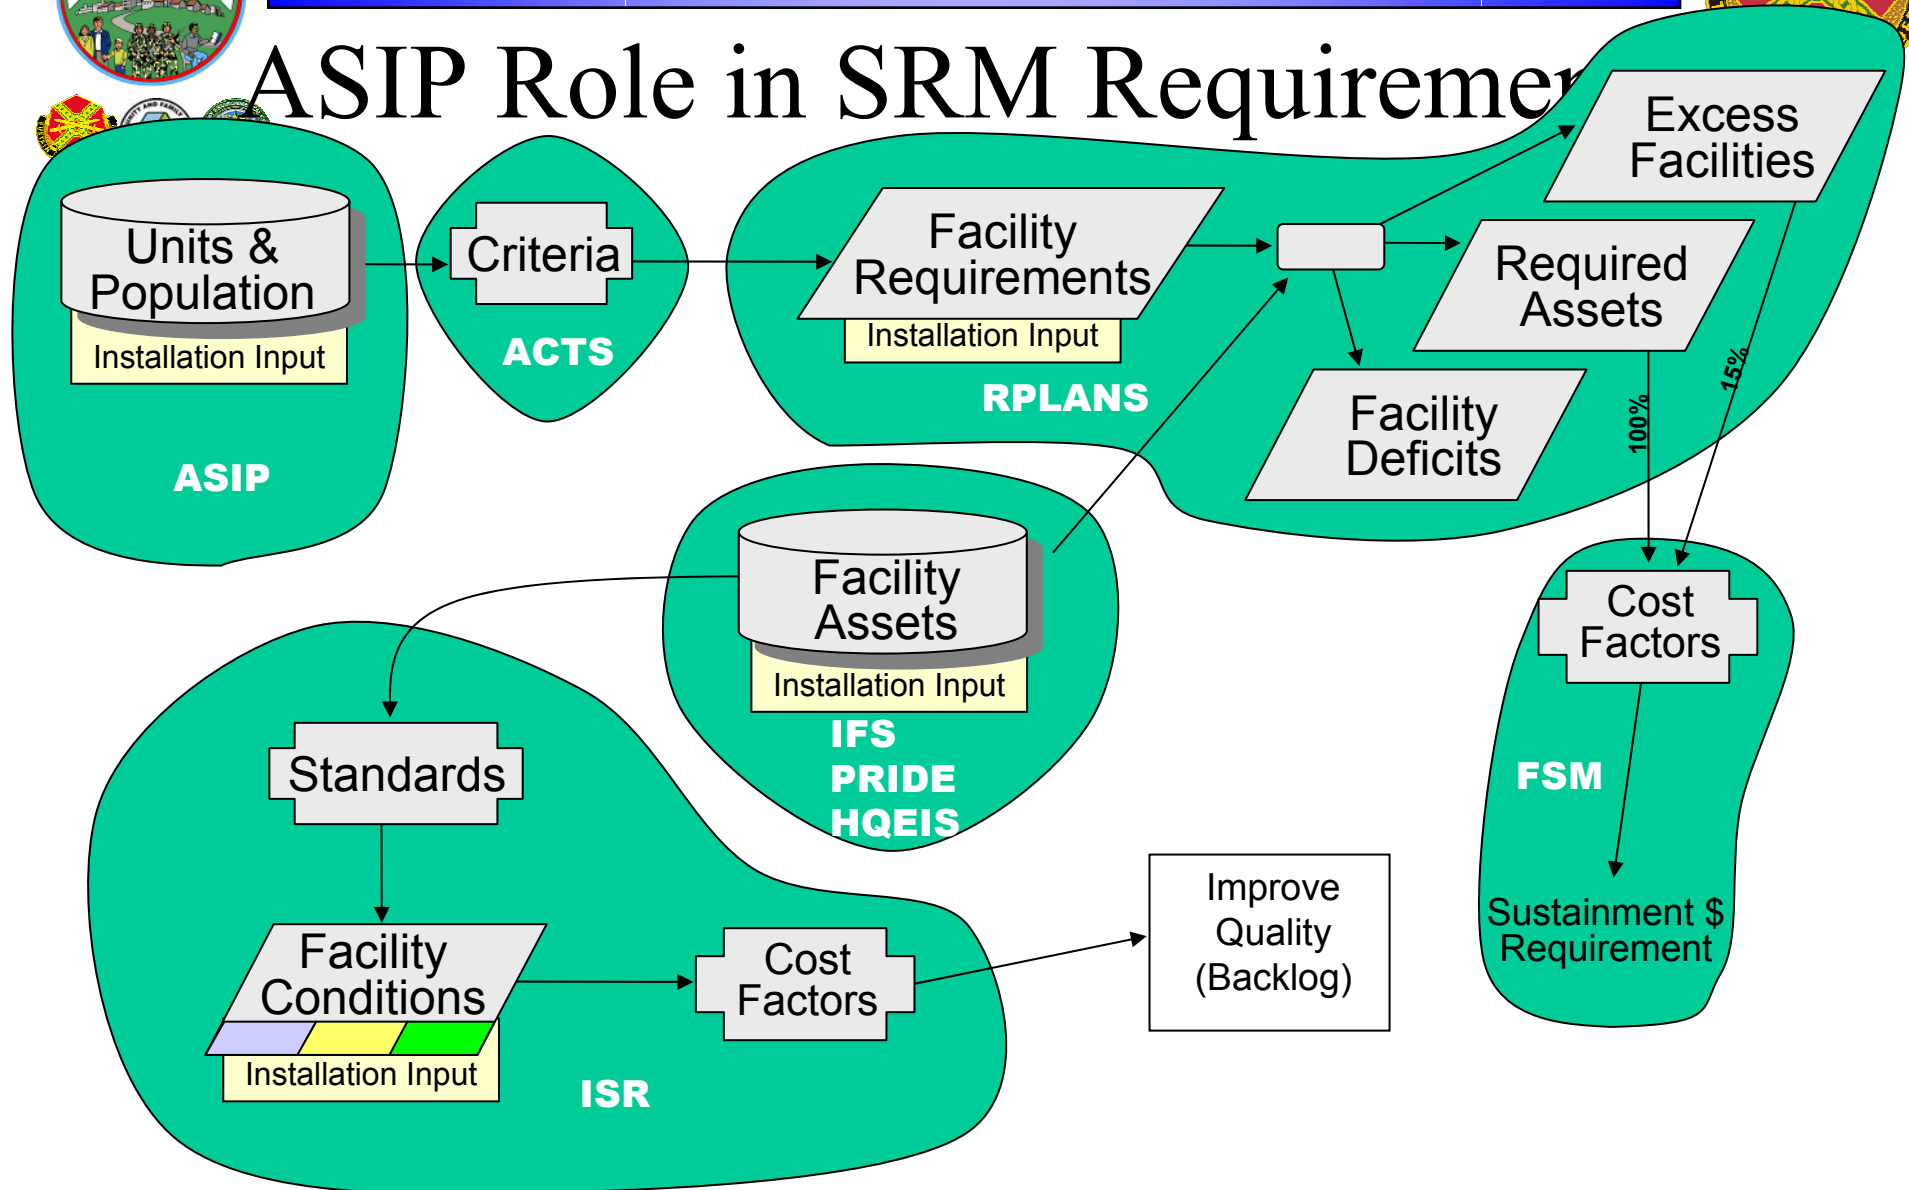 ASIP Role in SRM Requiremen
Excess
Facilities
Units &
Population
Installation Input
ASIP
Criteria
ACTS
Facility
Requirements
Installation Input
RPLANS
Required
Assets
Facility
Deficits
100%
15%
Facility
Assets
Installation Input
IFS
PRIDE
HQEIS
Cost
Factors
FSM
Sustainment $
Requirement
Standards
Facility
Conditions
Installation Input
Cost
Factors
ISR
Improve
Quality
(Backlog)